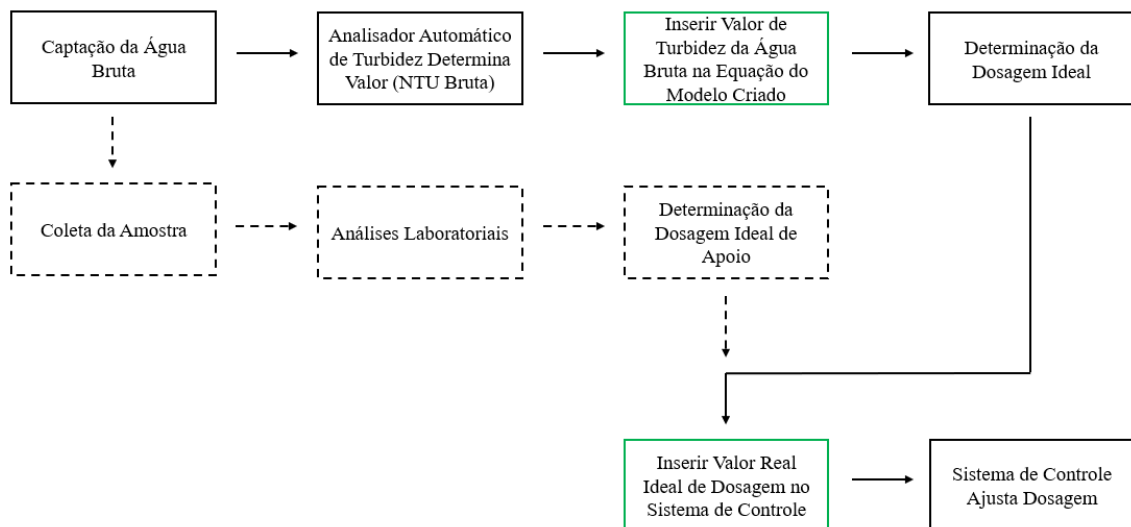 Captação da Água
Bruta
Analisador Automático
de Turbidez Determina
Valor (NTU Bruta)
Inserir Valor de
Turbidez da Água
Bruta na Equação do
Modelo Criado
Determinação da
Dosagem Ideal
Coleta da Amostra
Análises Laboratoriais
Determinação da
Dosagem Ideal de
Apoio
Inserir Valor Real
Ideal de Dosagem no
Sistema de Controle
Sistema de Controle
Ajusta Dosagem